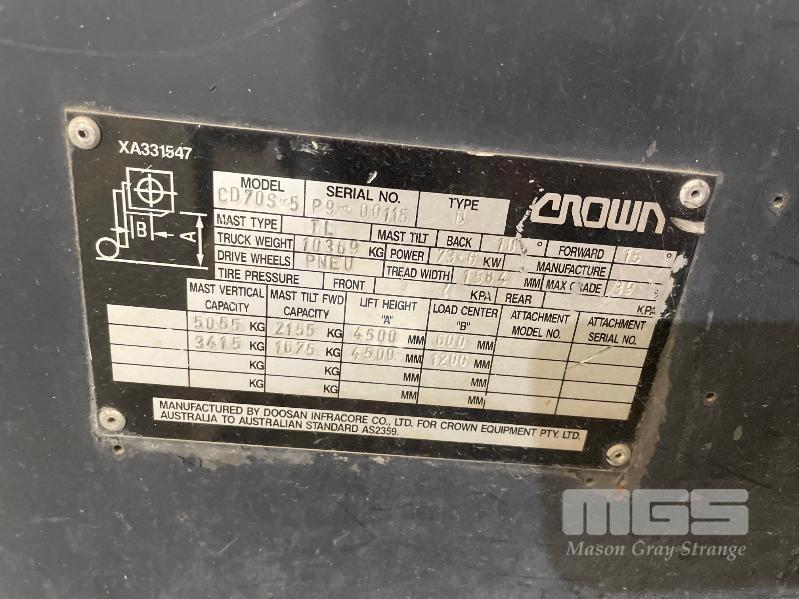 XA331547
B A
MODEL CD70S-5 SERIAL NO. P9- 00115 TYPE D CROWN
MAST TYPE TL MAST TILT BACK 10 ° FORWARD 15 °
TRUCK WEIGHT 10369 KG POWER 73-6 KW MANUFACTURE
DRIVE WHEELS PNEU TREAD WIDTH 1584 MM MAX GRADE
TIRE PRESSURE FRONT KPA REAR KPA
MAST VERTICAL CAPACITY MAST TILT FWD CAPACITY LIFT HEIGHT "A" LOAD CENTER "B" ATTACHMENT MODEL NO. ATTACHMENT SERIAL NO.
5055 KG 2155 KG 4500 MM 600 MM
3415 KG 1675 KG 4500 MM 1200 MM
KG KG MM MM
KG KG MM MM
MANUFACTURED BY DOOSAN INFRACORE CO., LTD. FOR CROWN EQUIPMENT PTY. LTD.
AUSTRALIA TO AUSTRALIAN STANDARD AS2359.
MGS
Mason Gray Strange